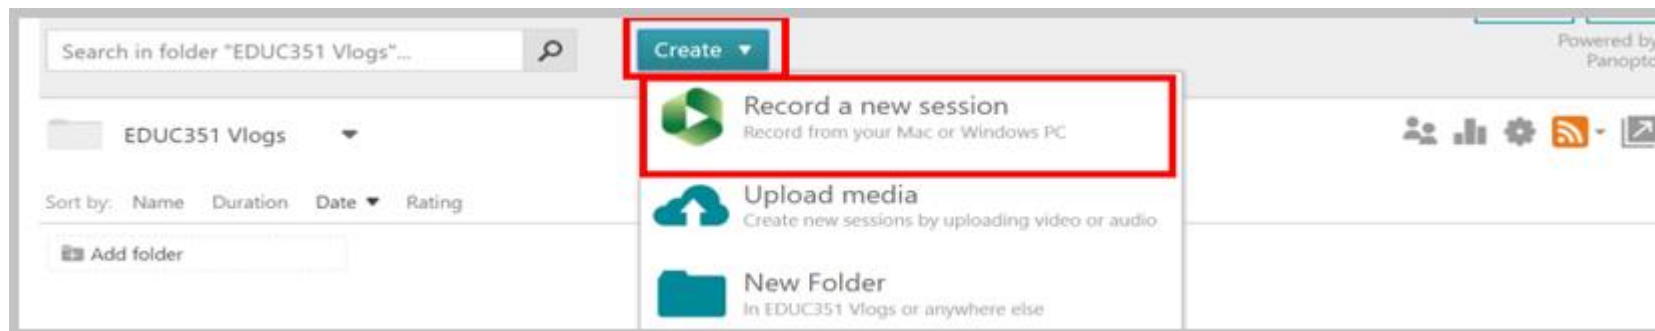 Search in folder "EDUC351 Vlogs"...
Create
Powered by
Panopto
Record a new session
Record from your Mac or Windows PC
EDUC351 Vlogs
Upload media
Create new sessions by uploading video or audio
Sort by: Name Duration Date Rating
Add folder
New Folder
In EDUC351 Vlogs or anywhere else